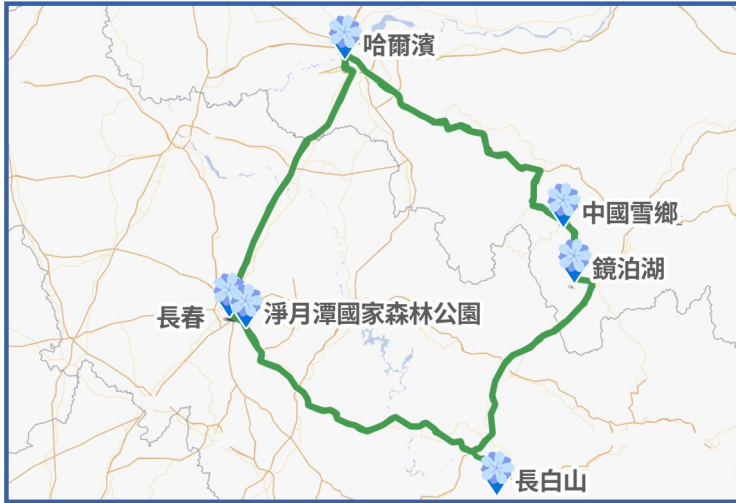 哈爾濱
中國雪鄉
鏡泊湖
淨月潭國家森林公園
長春
長白山